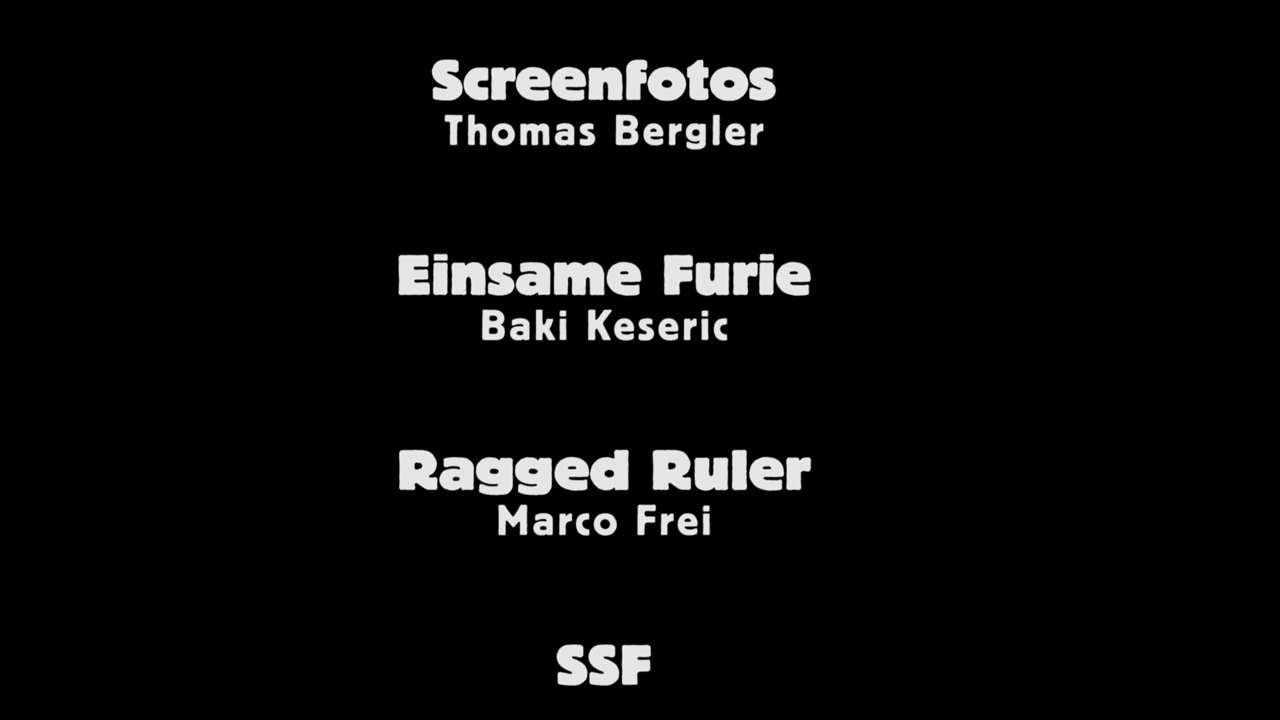 Screenfotos
Thomas Bergler
Einsame Furie
Baki Keseric
Ragged Ruler
Marco Frei
SSF